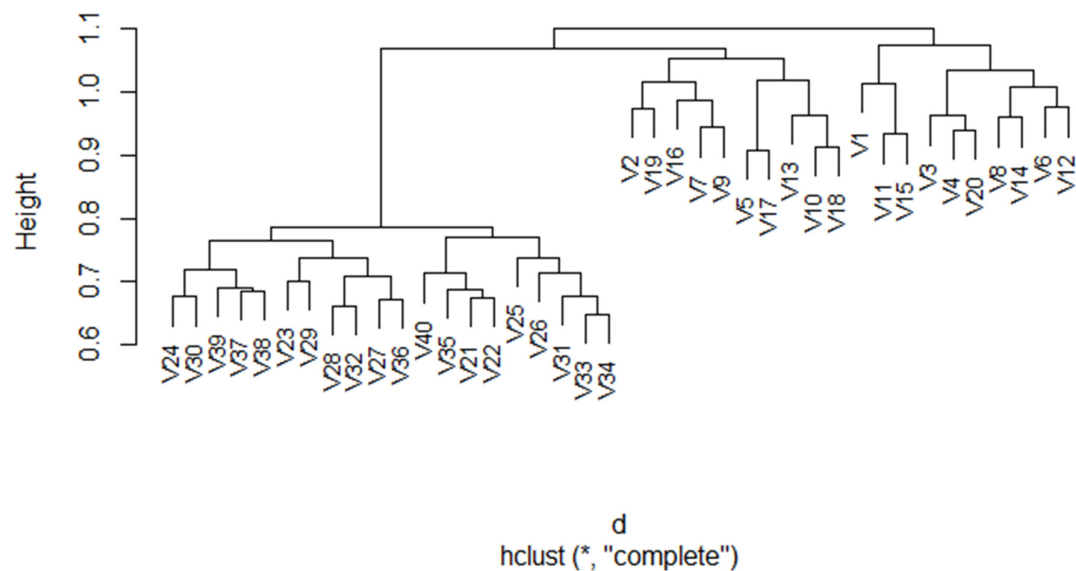 Height
1.1
1.0
0.9
0.8
0.7
0.6
V24
V30
V39
V37
V38
V23
V29
V28
V32
V27
V36
V40
V35
V21
V22
V25
V26
V31
V33
V34
V2
V19
V16
V7
V9
V5
V17
V13
V10
V18
V1
V11
V15
V3
V4
V20
V8
V14
V6
V12
d
hclust (*, "complete")